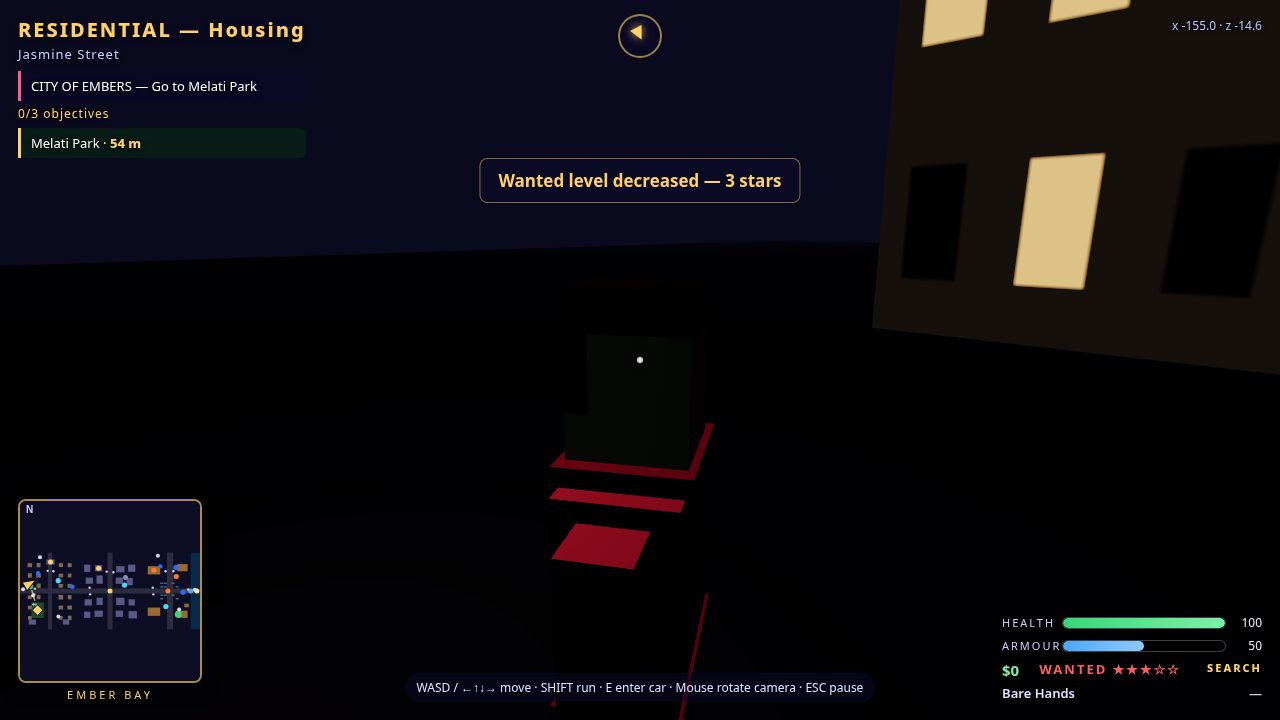 RESIDENTIAL — Housing
Jasmine Street
CITY OF EMBERS — Go to Melati Park
0/3 objectives
Melati Park · 54 m
x -155.0 · z -14.6
Wanted level decreased — 3 stars
N
EMBER BAY
WASD / ←↑↓→ move · SHIFT run · E enter car · Mouse rotate camera · ESC pause
HEALTH 100
ARMOUR 50
$0 WANTED ★★★☆☆ SEARCH
Bare Hands —